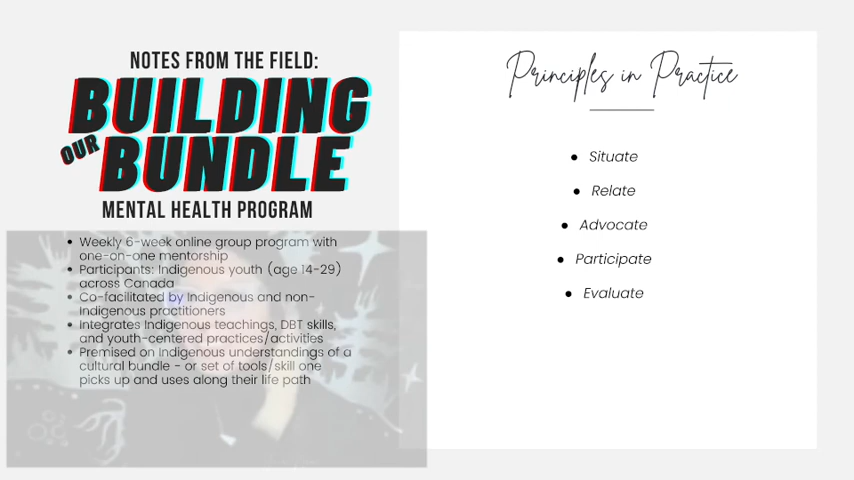 NOTES FROM THE FIELD:
BUILDING
OUR BUNDLE
MENTAL HEALTH PROGRAM
• Weekly 6-week online group program with
one-on-one mentorship
• Participants: Indigenous youth (age 14-29)
across Canada
• Co-facilitated by Indigenous and non-
Indigenous practitioners
• Integrates Indigenous teachings, DBT skills,
and youth-centered practices/activities
• Premised on Indigenous understandings of a
cultural bundle - or set of tools/skill one
picks up and uses along their life path
Principles in Practice
• Situate
• Relate
• Advocate
• Participate
• Evaluate